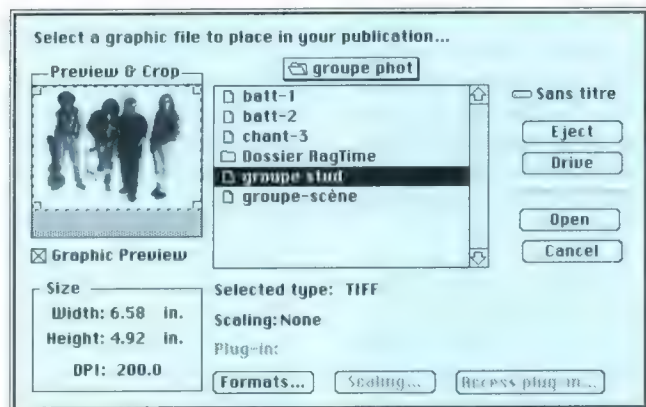 Select a graphic file to place in your publication...
Preview & Crop
groupe phot
batt-1
batt-2
chant-3
Dossier RagTime
groupe stud
groupe-scène
Sans titre
Eject
Drive
Open
Cancel
Graphic Preview
Size
Width: 6.58 in.
Height: 4.92 in.
DPI: 200.0
Selected type: TIFF
Scaling: None
Plug-in:
Formats...
Scaling...
Access plug-in...